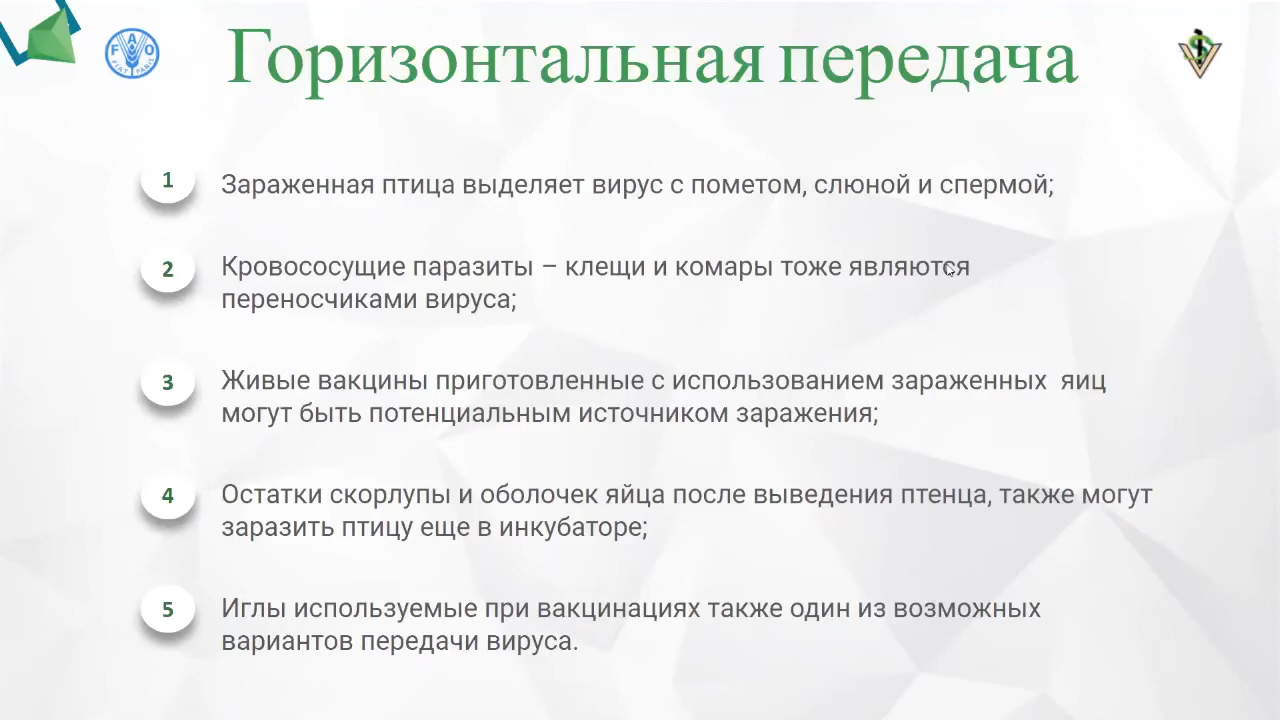 Горизонтальная передача
FAO
FIAT PANIS
1
Зараженная птица выделяет вирус с пометом, слюной и спермой;
2
Кровососущие паразиты – клещи и комары тоже являются
переносчиками вируса;
3
Живые вакцины приготовленные с использованием зараженных  яиц
могут быть потенциальным источником заражения;
4
Остатки скорлупы и оболочек яйца после выведения птенца, также могут
заразить птицу еще в инкубаторе;
5
Иглы используемые при вакцинациях также один из возможных
вариантов передачи вируса.